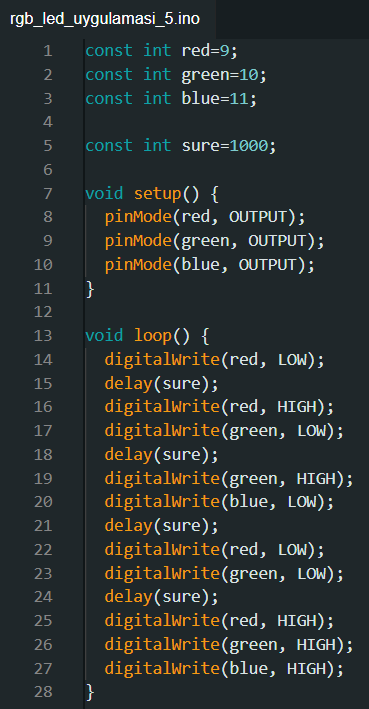 rgb_led_uygulamasi_5.ino
1 const int red=9;
2 const int green=10;
3 const int blue=11;
4
5 const int sure=1000;
6
7 void setup() {
8   pinMode(red, OUTPUT);
9   pinMode(green, OUTPUT);
10   pinMode(blue, OUTPUT);
11 }
12
13 void loop() {
14   digitalWrite(red, LOW);
15   delay(sure);
16   digitalWrite(red, HIGH);
17   digitalWrite(green, LOW);
18   delay(sure);
19   digitalWrite(green, HIGH);
20   digitalWrite(blue, LOW);
21   delay(sure);
22   digitalWrite(red, LOW);
23   digitalWrite(green, LOW);
24   delay(sure);
25   digitalWrite(red, HIGH);
26   digitalWrite(green, HIGH);
27   digitalWrite(blue, HIGH);
28 }